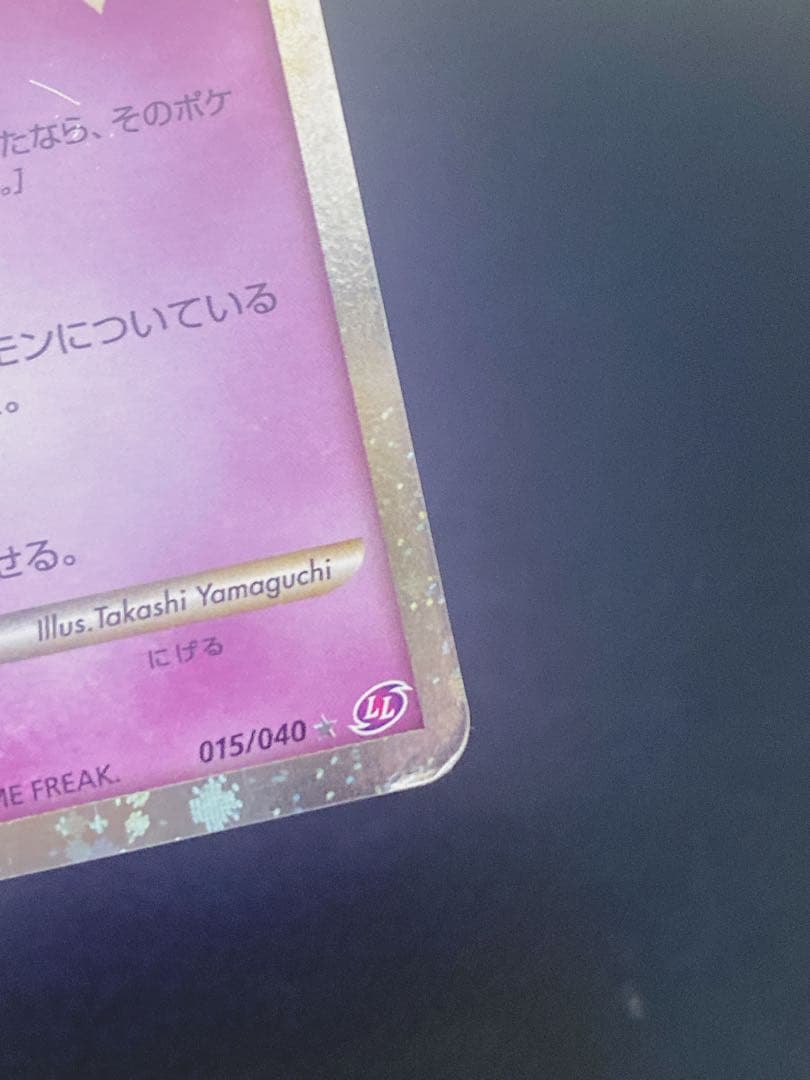 たなら、そのポケ
。]
モンについている
。
させる。
Illus.Takashi Yamaguchi
にげる
015/040 ★ LL
ME FREAK.